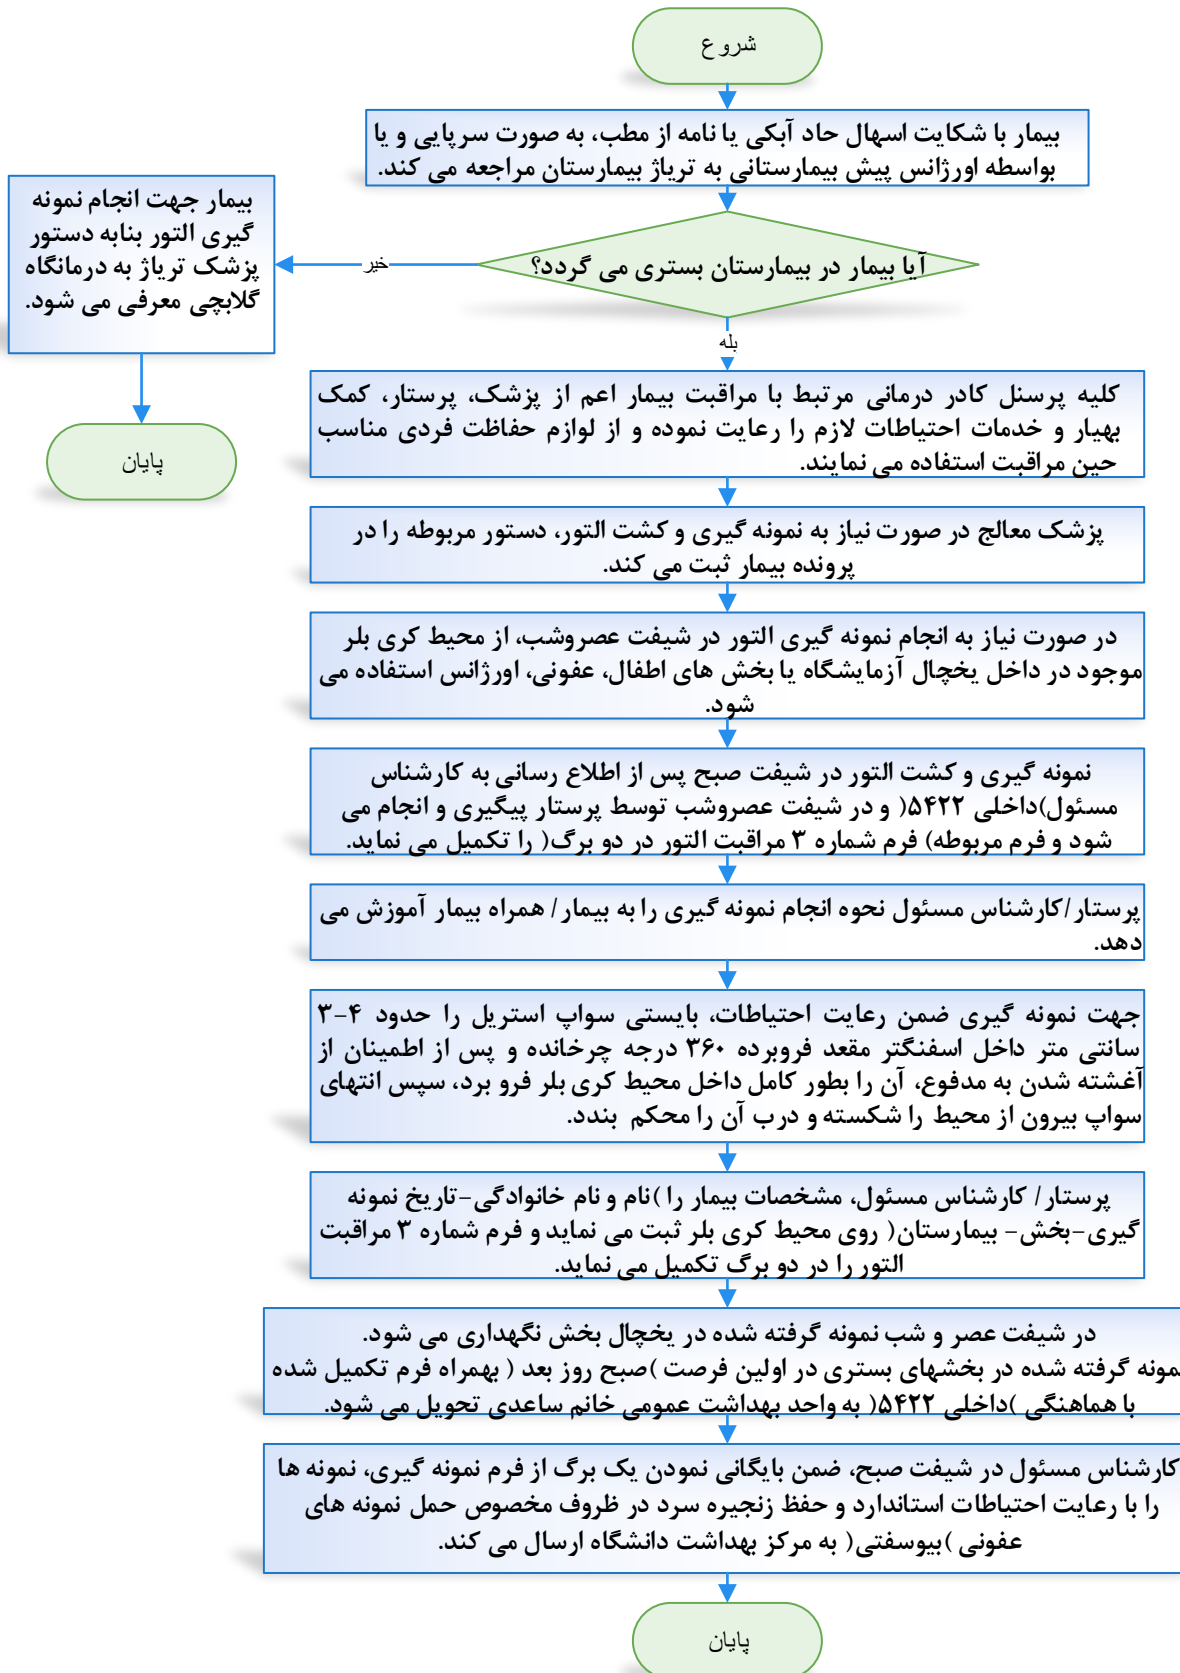 شروع
بیمار با شکایت اسهال حاد آبکی یا نامه از مطب، به صورت سرپایی و یا
بواسطه اورژانس پیش بیمارستانی به تریاژ بیمارستان مراجعه می کند.
آیا بیمار در بیمارستان بستری می گردد؟
خیر
بیمار جهت انجام نمونه
گیری التور بنابه دستور
پزشک تریاژ به درمانگاه
گلابچی معرفی می شود.
پایان
بله
کلیه پرسنل کادر درمانی مرتبط با مراقبت بیمار اعم از پزشک، پرستار، کمک
بهیار و خدمات احتیاطات لازم را رعایت نموده و از لوازم حفاظت فردی مناسب
حین مراقبت استفاده می نمایند.
پزشک معالج در صورت نیاز به نمونه گیری و کشت التور، دستور مربوطه را در
پرونده بیمار ثبت می کند.
در صورت نیاز به انجام نمونه گیری التور در شیفت عصروشب، از محیط کری بلر
موجود در داخل یخچال آزمایشگاه یا بخش های اطفال، عفونی، اورژانس استفاده می
شود.
نمونه گیری و کشت التور در شیفت صبح پس از اطلاع رسانی به کارشناس
مسئول)داخلی ۵۴۲۲( و در شیفت عصروشب توسط پرستار پیگیری و انجام می
شود و فرم مربوطه) فرم شماره ۳ مراقبت التور در دو برگ( را تکمیل می نماید.
پرستار/کارشناس مسئول نحوه انجام نمونه گیری را به بیمار/ همراه بیمار آموزش می
دهد.
جهت نمونه گیری ضمن رعایت احتیاطات، بایستی سواپ استریل را حدود ۴-۳
سانتی متر داخل اسفنگتر مقعد فروبرده ۳۶۰ درجه چرخانده و پس از اطمینان از
آغشته شدن به مدفوع، آن را بطور کامل داخل محیط کری بلر فرو برد، سپس انتهای
سواپ بیرون از محیط را شکسته و درب آن را محکم بندد.
پرستار/ کارشناس مسئول، مشخصات بیمار را )نام و نام خانوادگی-تاریخ نمونه
گیری-بخش- بیمارستان( روی محیط کری بلر ثبت می نماید و فرم شماره ۳ مراقبت
التور را در دو برگ تکمیل می نماید.
در شیفت عصر و شب نمونه گرفته شده در یخچال بخش نگهداری می شود.
نمونه گرفته شده در بخشهای بستری در اولین فرصت )صبح روز بعد ( بهمراه فرم تکمیل شده
با هماهنگی )داخلی ۵۴۲۲( به واحد بهداشت عمومی خانم ساعدی تحویل می شود.
کارشناس مسئول در شیفت صبح، ضمن بایگانی نمودن یک برگ از فرم نمونه گیری، نمونه ها
را با رعایت احتیاطات استاندارد و حفظ زنجیره سرد در ظروف مخصوص حمل نمونه های
عفونی )بیوسفتی( به مرکز بهداشت دانشگاه ارسال می کند.
پایان